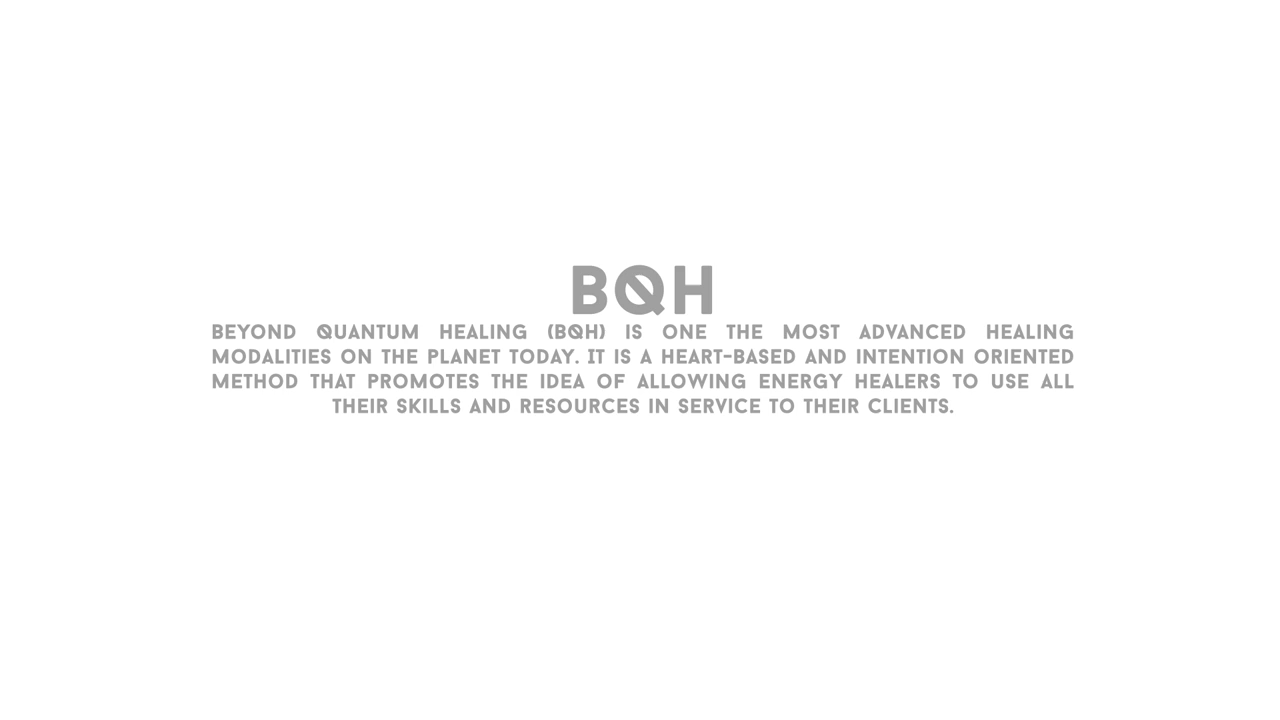 BQH
BEYOND QUANTUM HEALING (BQH) IS ONE THE MOST ADVANCED HEALING
MODALITIES ON THE PLANET TODAY. IT IS A HEART-BASED AND INTENTION ORIENTED
METHOD THAT PROMOTES THE IDEA OF ALLOWING ENERGY HEALERS TO USE ALL
THEIR SKILLS AND RESOURCES IN SERVICE TO THEIR CLIENTS.